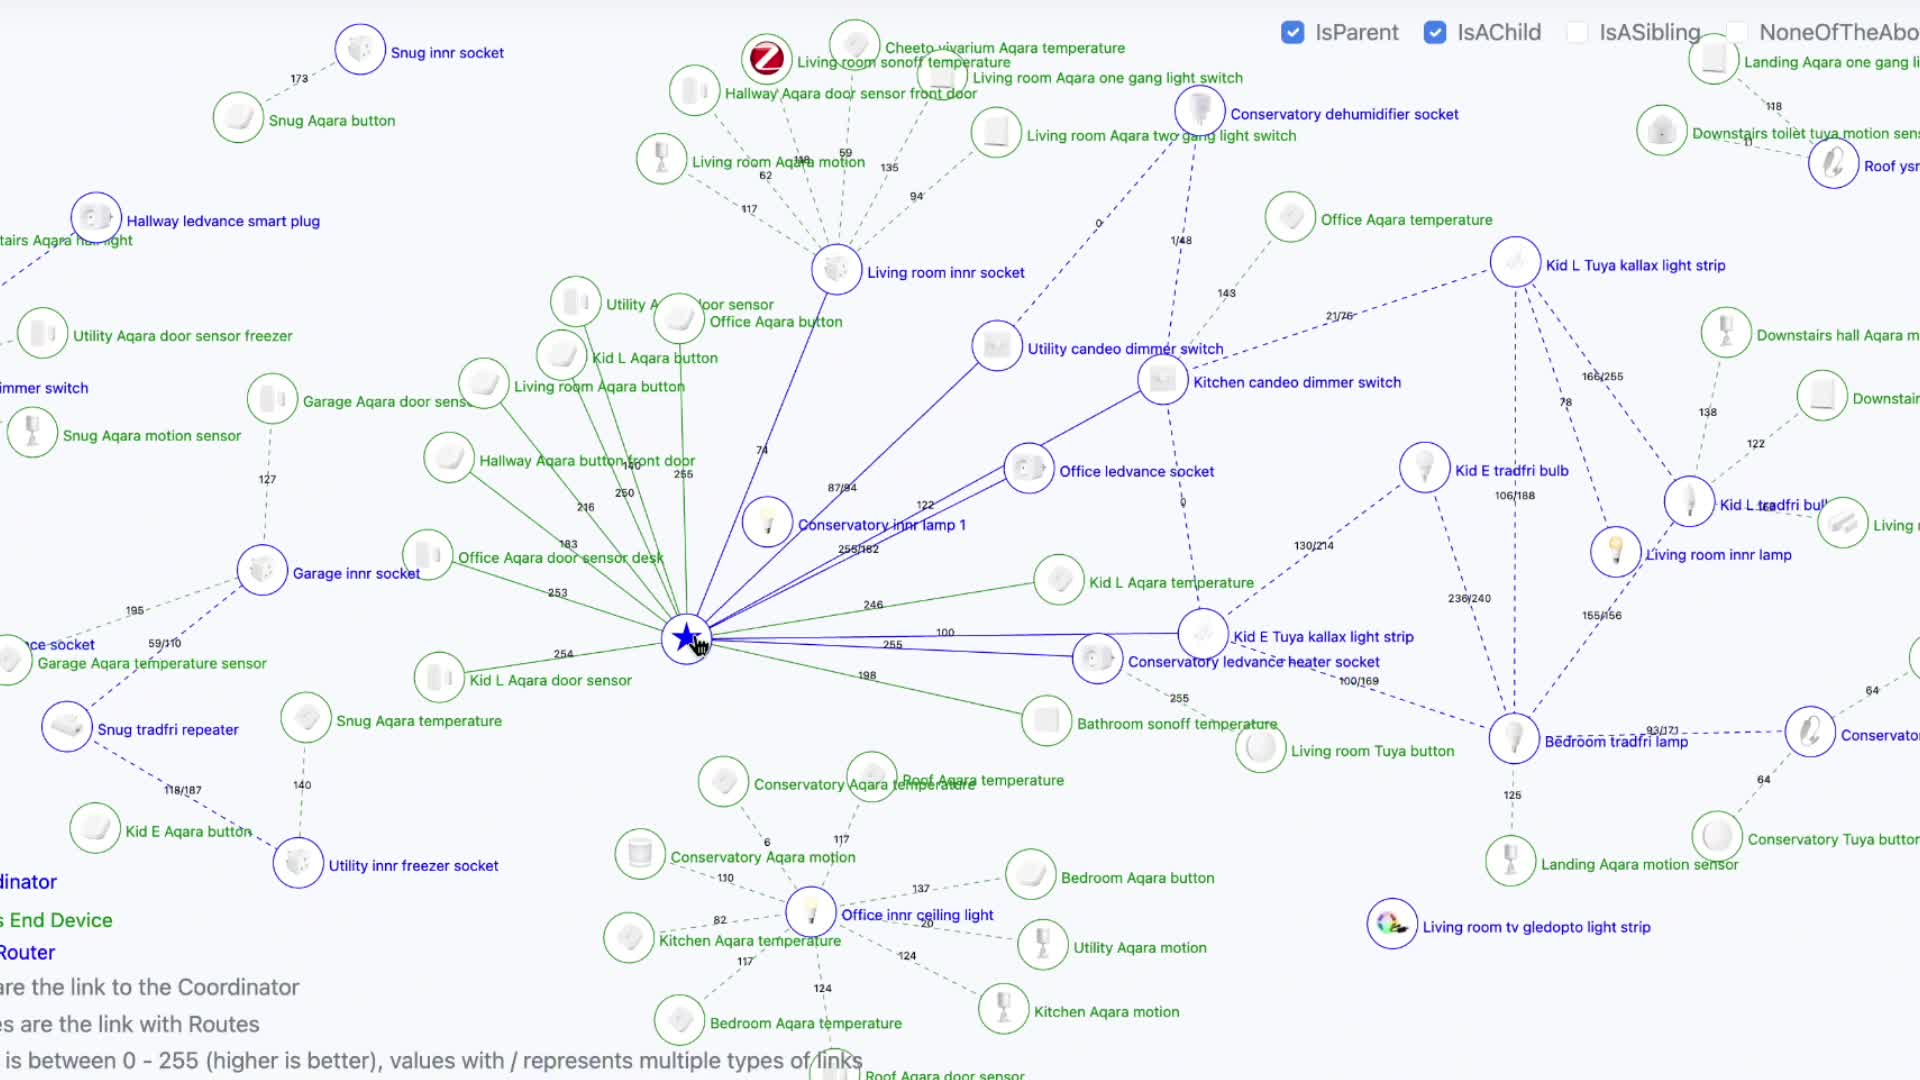 IsParent
IsAChild
IsASibling
NoneOfTheAbo
Snug innr socket
173
Snug Aqara button
Cheeto vivarium Aqara temperature
Living room sonoff temperature
Living room Aqara one gang light switch
Hallway Aqara door sensor front door
Conservatory dehumidifier socket
Living room Aqara two gang light switch
Living room Aqara motion
59
62
135
94
117
Landing Aqara one gang li
118
Downstairs toilet tuya motion sens
11
Roof ysr
Hallway ledvance smart plug
tairs Aqara hall light
0
1/48
Office Aqara temperature
143
Living room innr socket
Kid L Tuya kallax light strip
21/76
Utility Aqara door sensor
Office Aqara button
Utility Aqara door sensor freezer
Kid L Aqara button
Utility candeo dimmer switch
Downstairs hall Aqara m
immer switch
Living room Aqara button
Kitchen candeo dimmer switch
166/255
78
138
Downstair
Garage Aqara door sens
Snug Aqara motion sensor
122
Hallway Aqara button front door
140
74
255
250
216
87/94
Office ledvance socket
Kid E tradfri bulb
106/188
127
122
0
Conservatory innr lamp 1
Kid L tradfri bul
Living r
183
255/182
130/214
Living room innr lamp
Office Aqara door sensor desk
Garage innr socket
253
Kid L Aqara temperature
246
236/240
155/156
195
59/110
100
255
Kid E Tuya kallax light strip
nce socket
Garage Aqara temperature sensor
254
Kid L Aqara door sensor
198
Conservatory ledvance heater socket
100/169
255
64
Snug tradfri repeater
Snug Aqara temperature
Bathroom sonoff temperature
Living room Tuya button
Bedroom tradfri lamp
93/171
Conservato
118/187
140
Conservatory Aqara temperature
Roof Aqara temperature
125
64
Kid E Aqara button
6
117
Conservatory Aqara motion
Conservatory Tuya button
Utility innr freezer socket
110
137
Bedroom Aqara button
Landing Aqara motion sensor
dinator
82
Office innr ceiling light
20
Living room tv gledopto light strip
s End Device
Kitchen Aqara temperature
Utility Aqara motion
Router
117
124
124
are the link to the Coordinator
Bedroom Aqara temperature
Kitchen Aqara motion
es are the link with Routes
is between 0 - 255 (higher is better), values with / represents multiple types of links
Roof Aqara door sensor